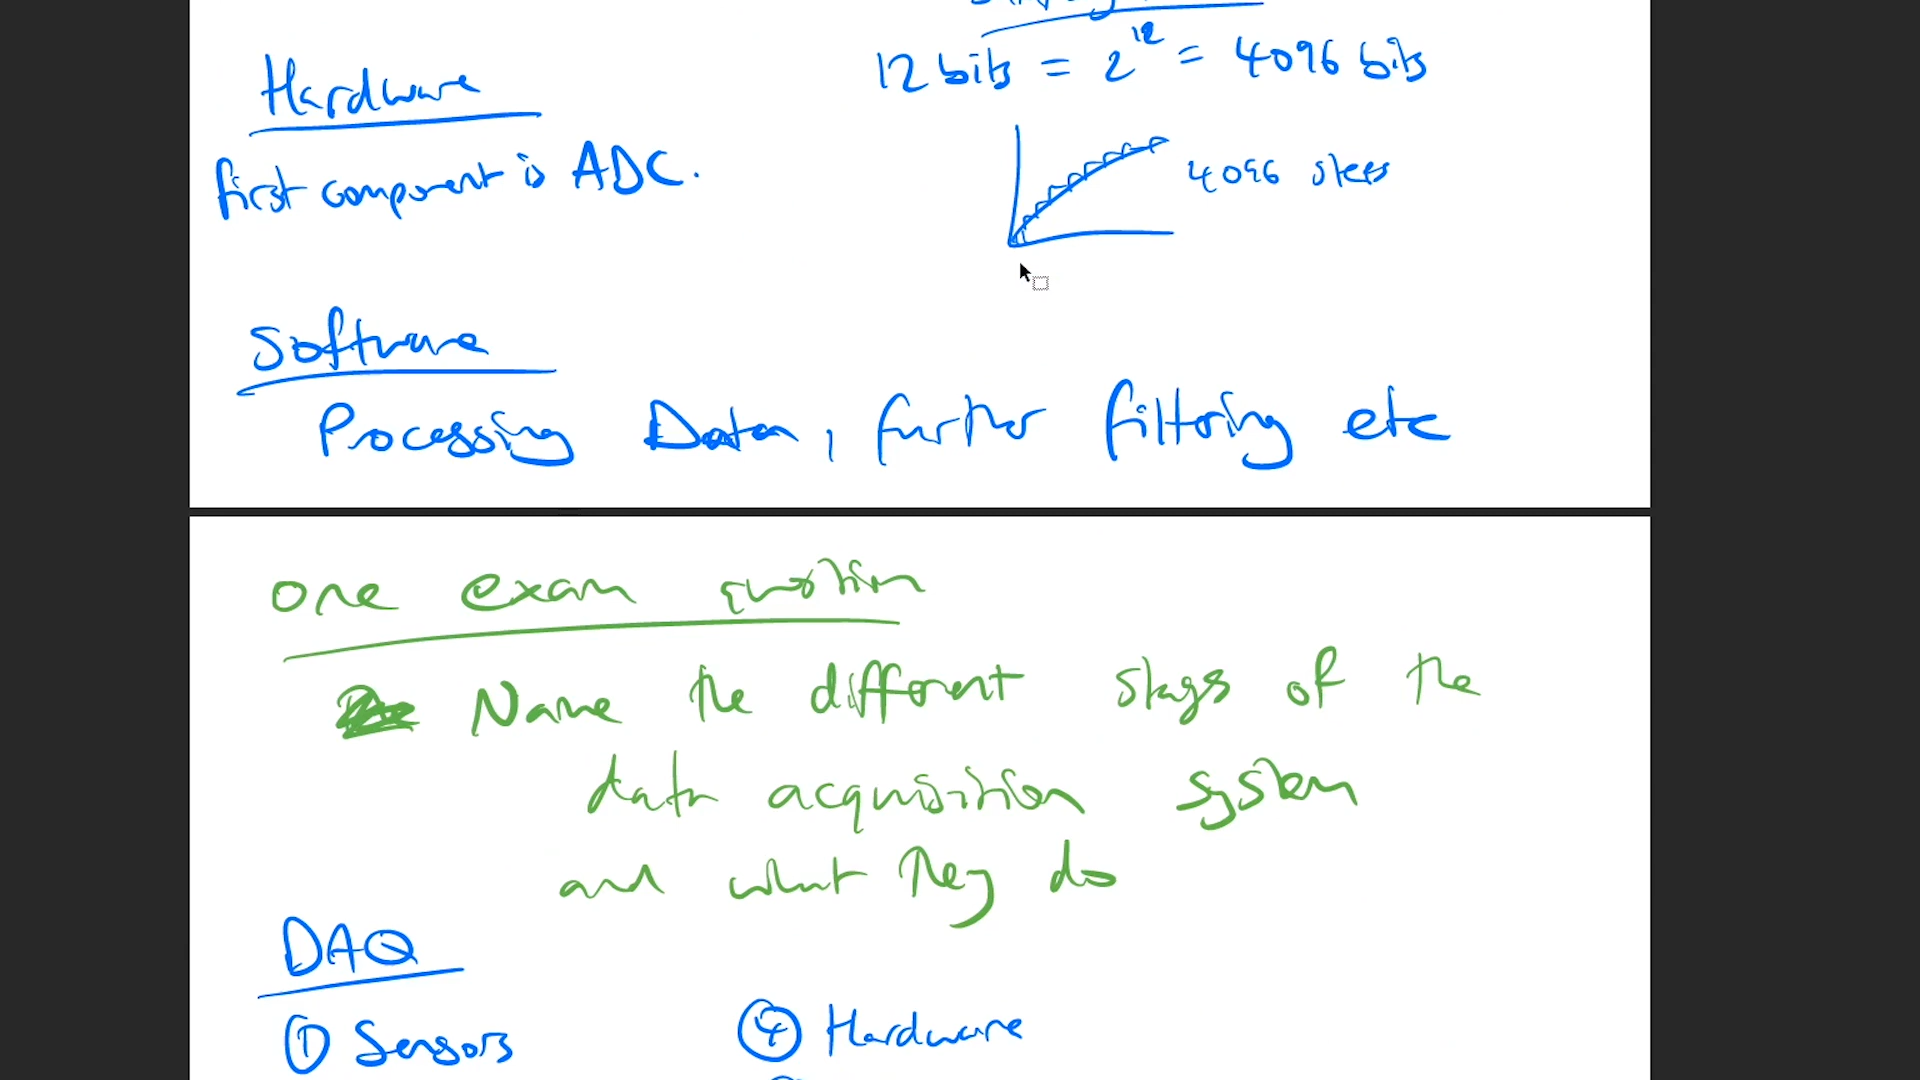 Hardware
first component is ADC.
12 bits = 2^12 = 4096 bits
4096 steps
Software
Processing Data, further filtering etc
one exam question
Name the different stages of the
data acquisition system
and what they do
DAQ
① Sensors
④ Hardware